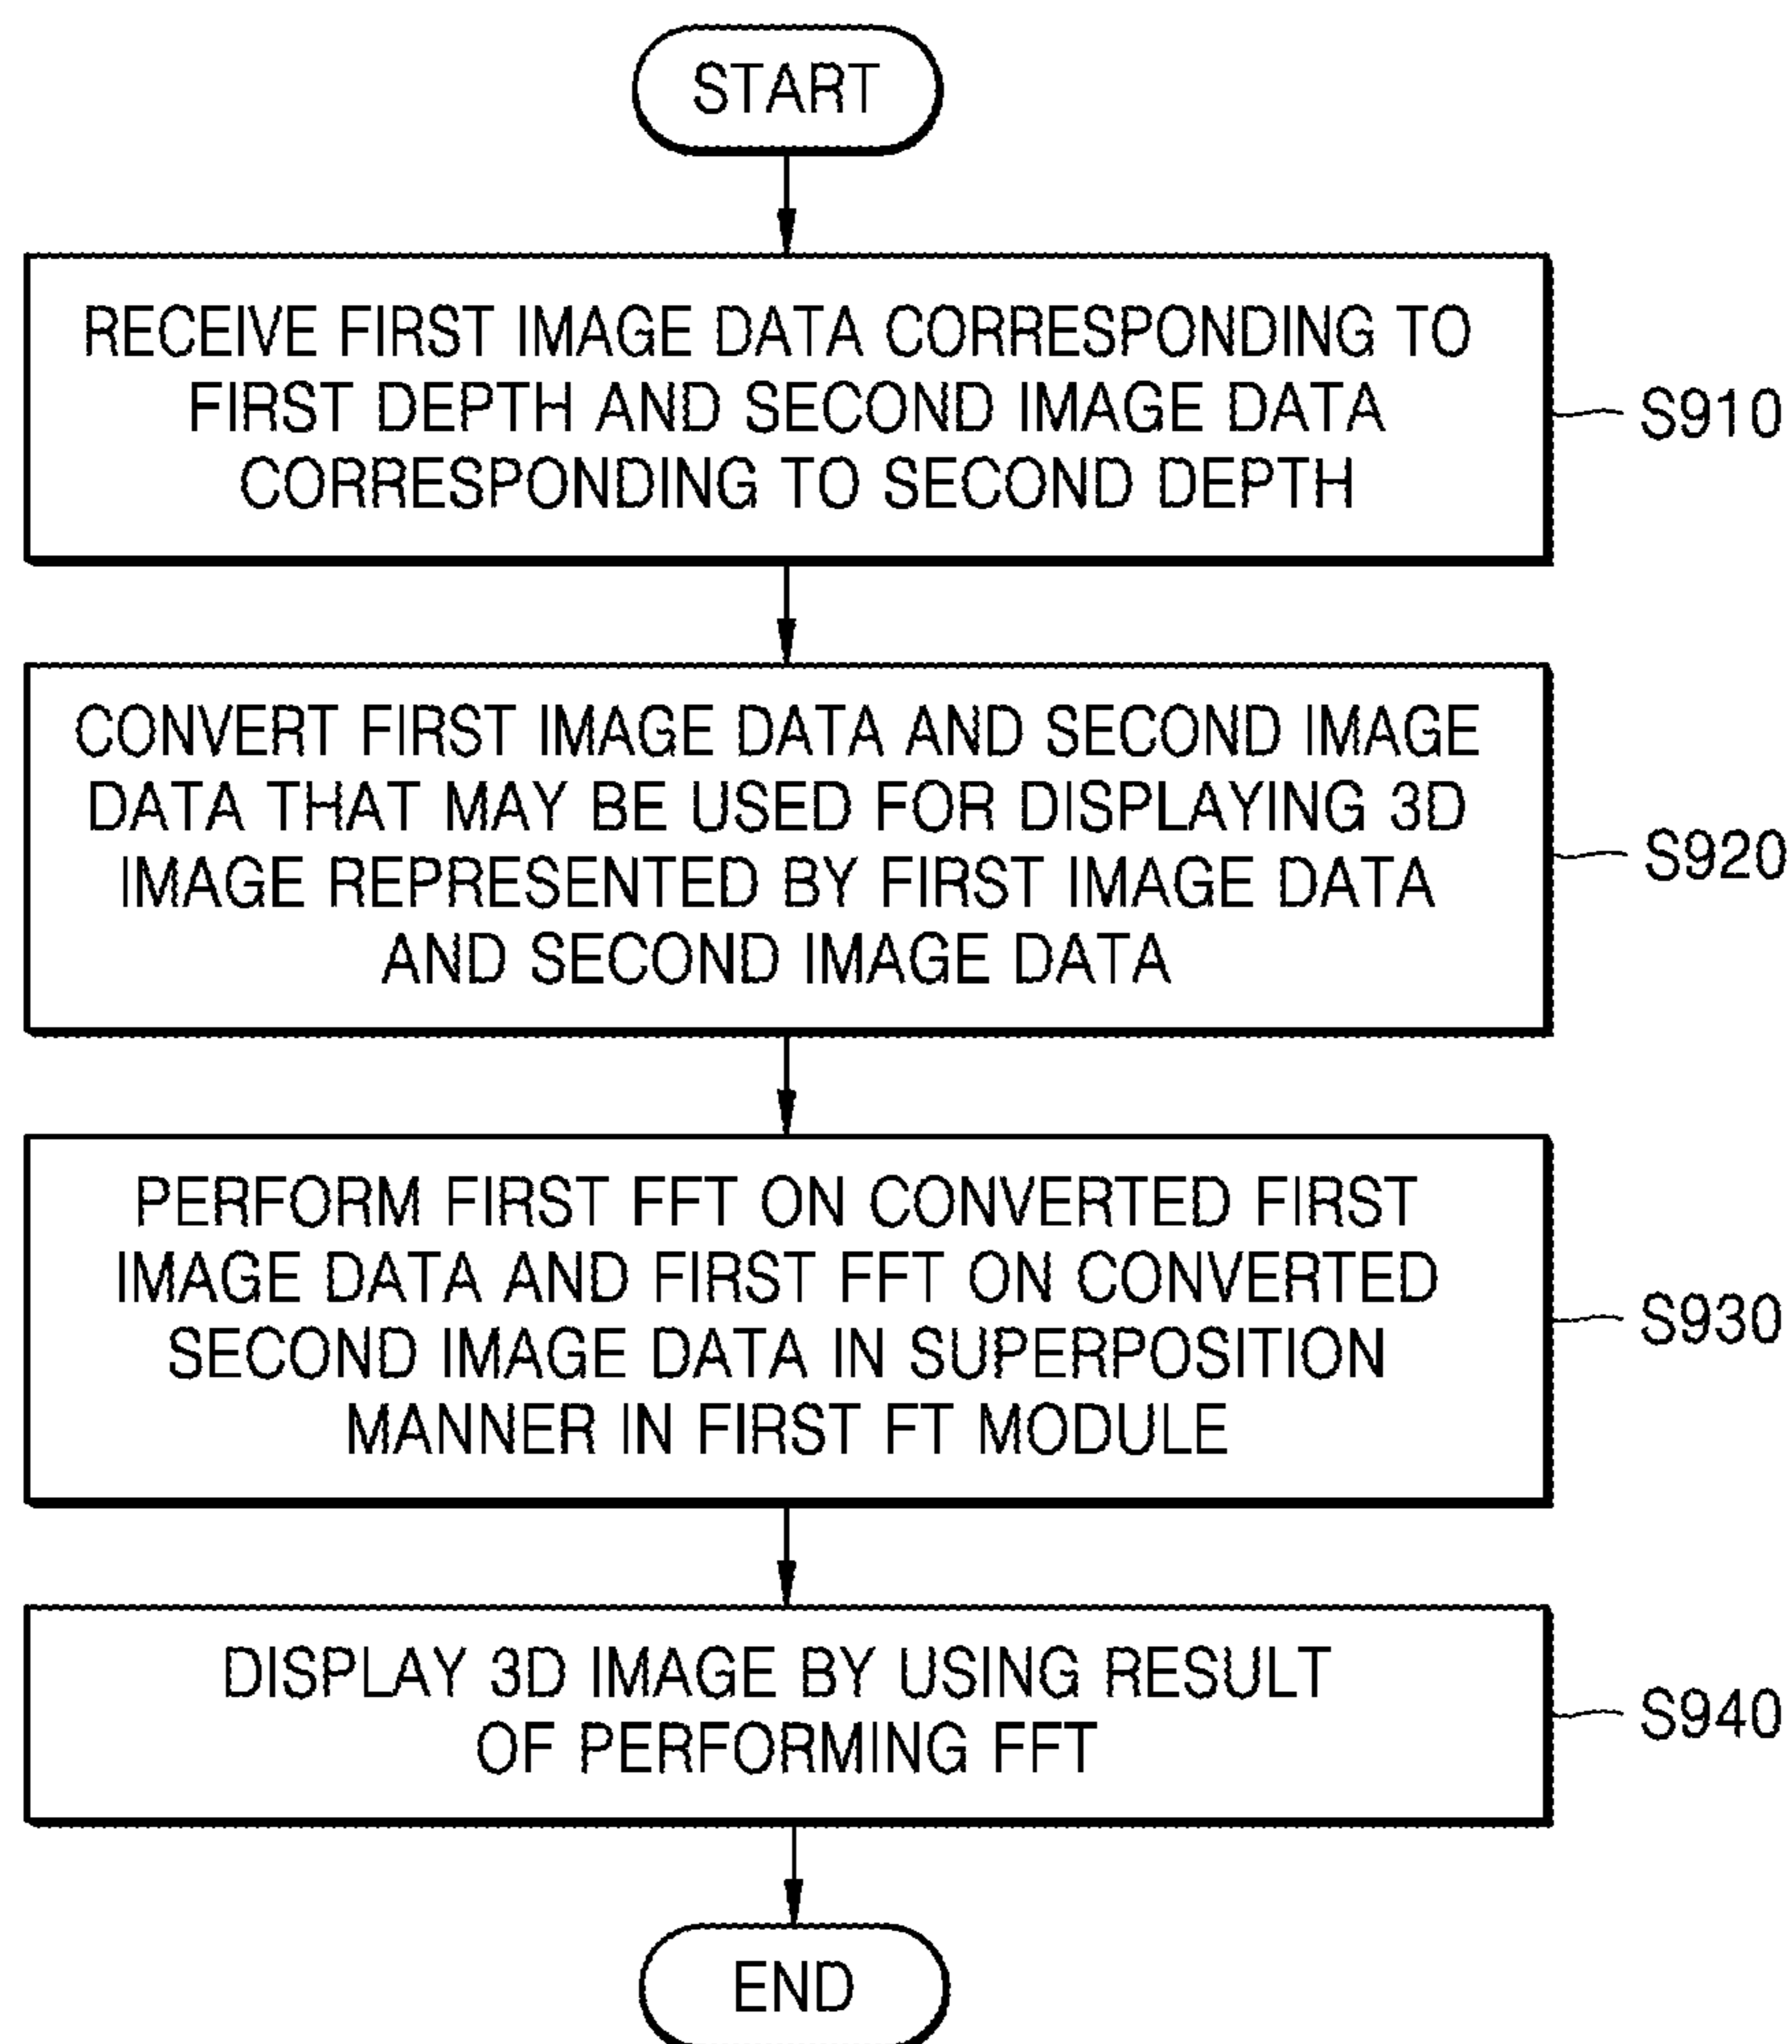 START
RECEIVE FIRST IMAGE DATA CORRESPONDING TO
FIRST DEPTH AND SECOND IMAGE DATA
CORRESPONDING TO SECOND DEPTH
S910
CONVERT FIRST IMAGE DATA AND SECOND IMAGE
DATA THAT MAY BE USED FOR DISPLAYING 3D
IMAGE REPRESENTED BY FIRST IMAGE DATA
AND SECOND IMAGE DATA
S920
PERFORM FIRST FFT ON CONVERTED FIRST
IMAGE DATA AND FIRST FFT ON CONVERTED
SECOND IMAGE DATA IN SUPERPOSITION
MANNER IN FIRST FT MODULE
S930
DISPLAY 3D IMAGE BY USING RESULT
OF PERFORMING FFT
S940
END